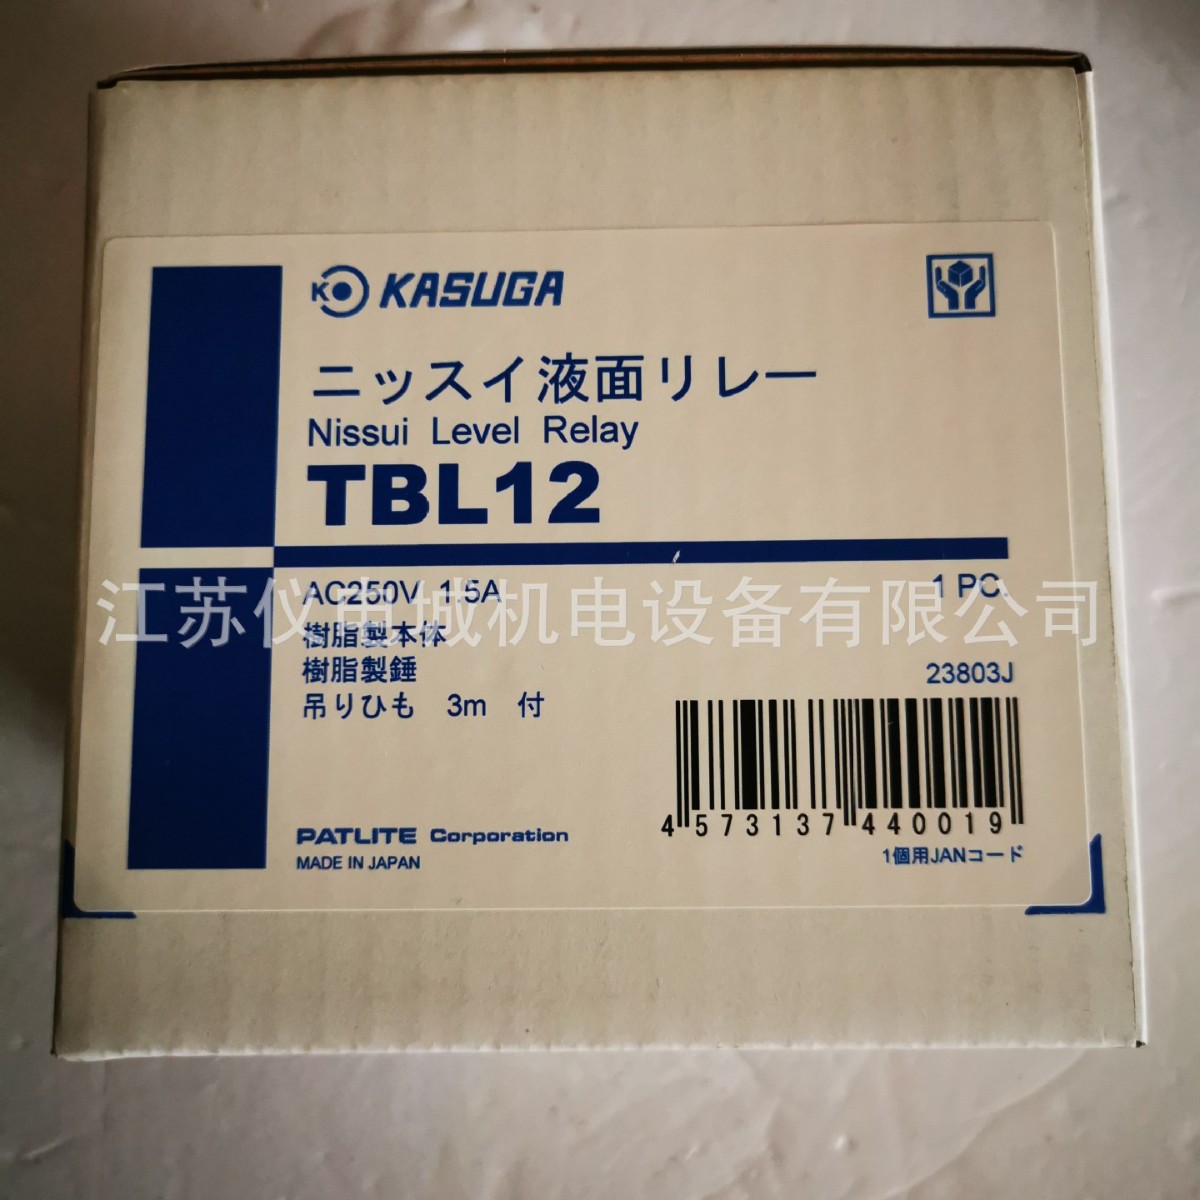 KASUGA
ニッスイ液面リレー
Nissui Level Relay
TBL12
AC250V 1.5A
1 PC.
江苏仪电城机电设备有限公司
樹脂製本体
樹脂製錘
23803J
吊りひも 3m 付
4 573137 440019
PATLITE Corporation
1個用JANコード
MADE IN JAPAN